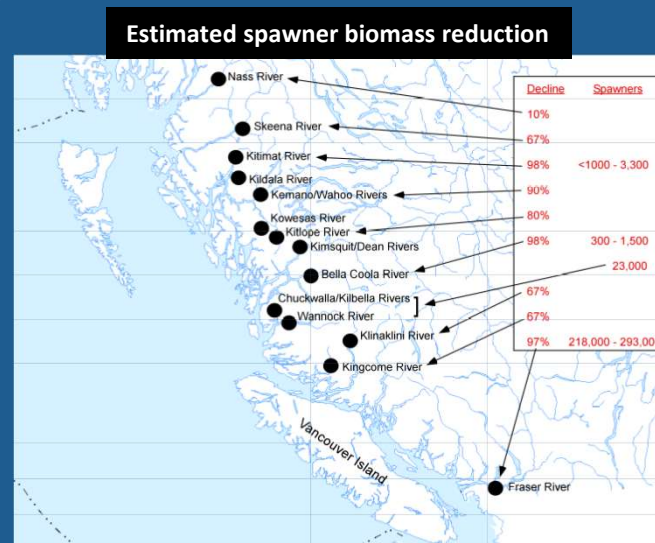 Estimated spawner biomass reduction
Decline Spawners
Nass River
10%
Skeena River
67%
Kitimat River
98% <1000 - 3,300
Kildala River
Kemano/Wahoo Rivers
90%
Kowesas River
80%
Kitlope River
Kimsquit/Dean Rivers
98% 300 - 1,500
Bella Coola River
23,000
Chuckwalla/Kilbella Rivers
67%
Wannock River
67%
Klinaklini River
97% 218,000 - 293,00
Kingcome River
Vancouver Island
Fraser River